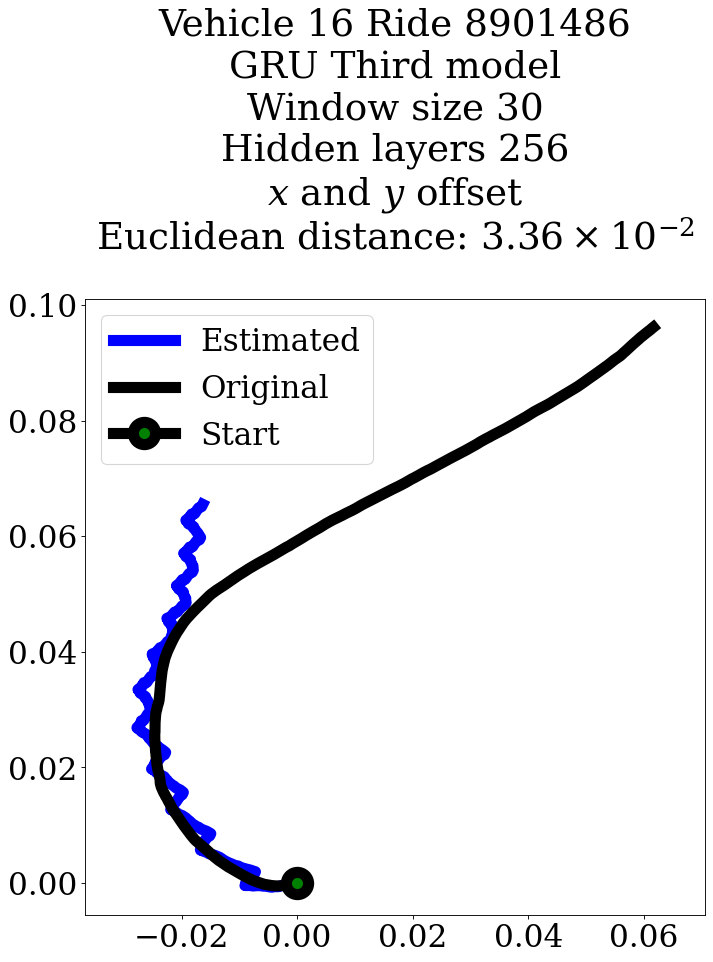 Vehicle 16 Ride 8901486
GRU Third model
Window size 30
Hidden layers 256
x and y offset
Euclidean distance: 3.36 × 10⁻²
0.10
0.08
0.06
0.04
0.02
0.00
Estimated
Original
Start
−0.02 0.00 0.02 0.04 0.06